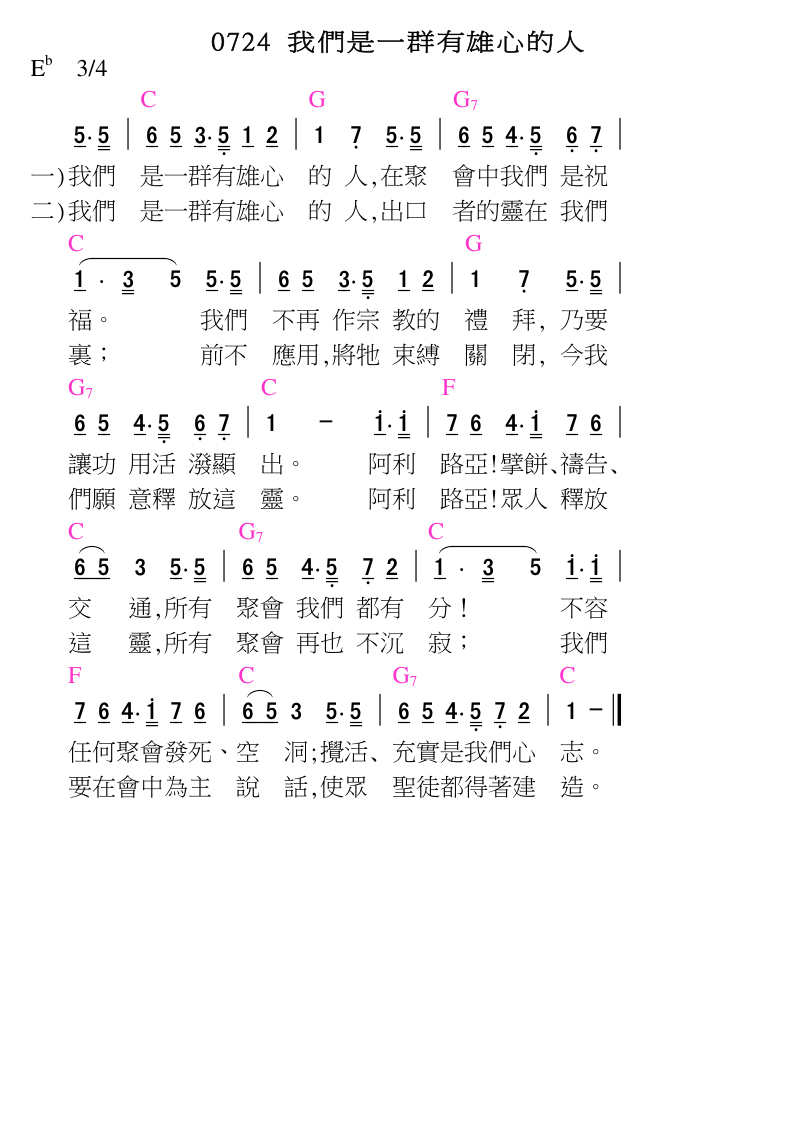 0724 我們是一群有雄心的人
E♭ 3/4
C G G7
5· 5 | 6 5 3· 5 1 2 | 1 7 5· 5 | 6 5 4· 5 6 7 |
一)我們 是一群有雄心 的 人,在聚 會中我們 是祝
二)我們 是一群有雄心 的 人,出口 者的靈在 我們
C G
1 · 3 5 5· 5 | 6 5 3· 5 1 2 | 1 7 5· 5 |
福。 我們 不再 作宗 教的 禮 拜, 乃要
裏； 前不 應用,將牠 束縛 關 閉, 今我
G7 C F
6 5 4· 5 6 7 | 1 – 1· 1 | 7 6 4· 1 7 6 |
讓功 用活 潑顯 出。 阿利 路亞!擘餅、禱告、
們願 意釋 放這 靈。 阿利 路亞!眾人 釋放
C G7 C
6 5 3 5· 5 | 6 5 4· 5 7 2 | 1 · 3 5 1· 1 |
交 通,所有 聚會 我們 都有 分！ 不容
這 靈,所有 聚會 再也 不沉 寂； 我們
F C G7 C
7 6 4· 1 7 6 | 6 5 3 5· 5 | 6 5 4· 5 7 2 | 1 – ‖
任何聚會發死、空 洞;攪活、充實是我們心 志。
要在會中為主 說 話,使眾 聖徒都得著建 造。